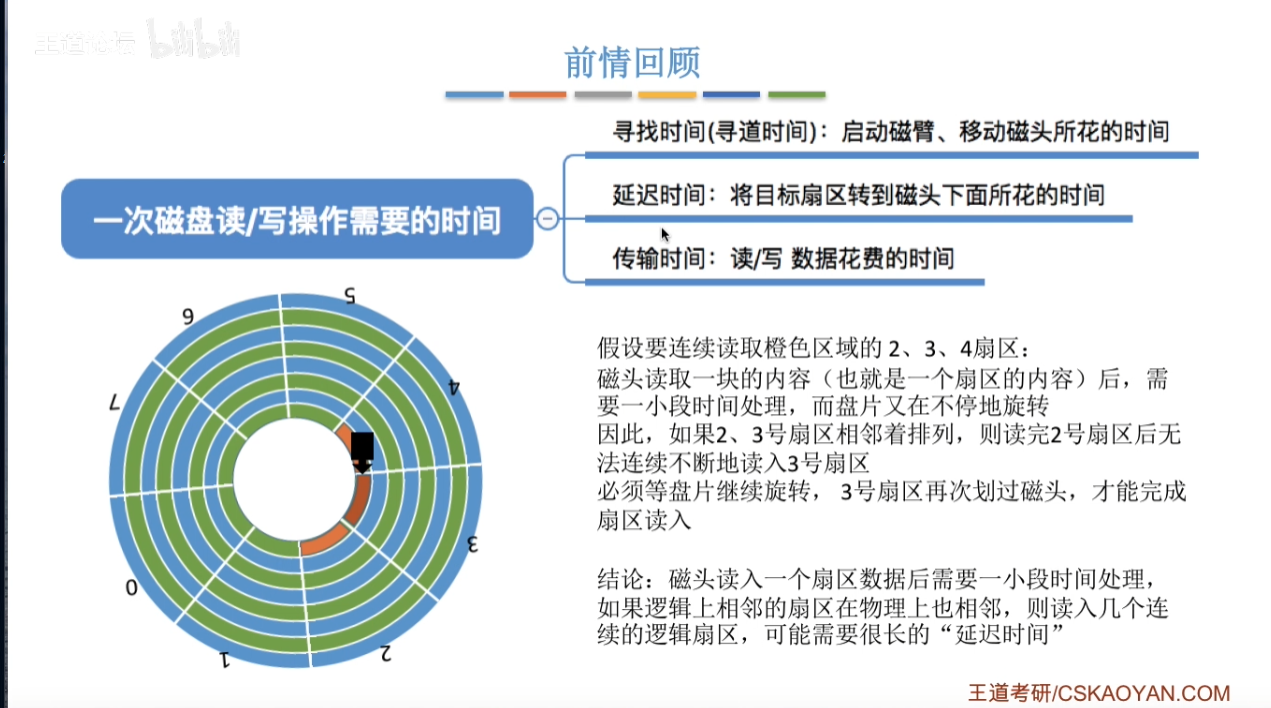 王道论坛 bilibili
前情回顾
寻找时间(寻道时间)：启动磁臂、移动磁头所花的时间
延迟时间：将目标扇区转到磁头下面所花的时间
一次磁盘读/写操作需要的时间
传输时间：读/写 数据花费的时间
5
6
4
7
3
0
2
1
假设要连续读取橙色区域的 2、3、4扇区：
磁头读取一块的内容（也就是一个扇区的内容）后，需
要一小段时间处理，而盘片又在不停地旋转
因此，如果2、3号扇区相邻着排列，则读完2号扇区后无
法连续不断地读入3号扇区
必须等盘片继续旋转， 3号扇区再次划过磁头，才能完成
扇区读入
结论：磁头读入一个扇区数据后需要一小段时间处理，
如果逻辑上相邻的扇区在物理上也相邻，则读入几个连
续的逻辑扇区，可能需要很长的“延迟时间”
王道考研/CSKAOYAN.COM